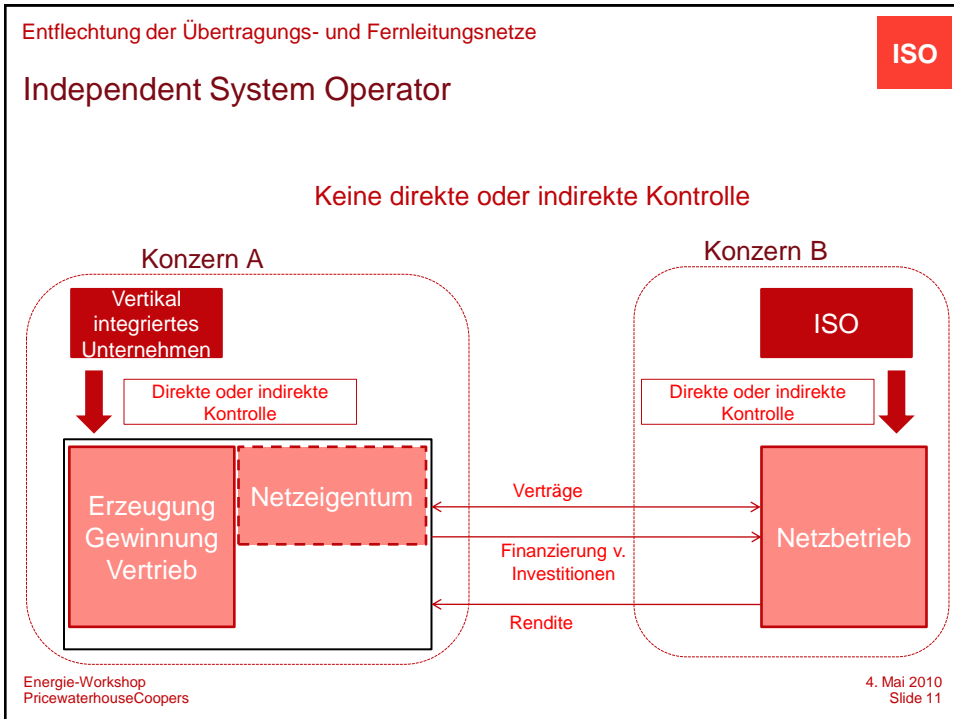 Entflechtung der Übertragungs- und Fernleitungsnetze
ISO
Independent System Operator
Keine direkte oder indirekte Kontrolle
Konzern A
Konzern B
Vertikal
integriertes
Unternehmen
ISO
Direkte oder indirekte
Kontrolle
Direkte oder indirekte
Kontrolle
Erzeugung
Gewinnung
Vertrieb
Netzeigentum
Verträge
Finanzierung v.
Investitionen
Rendite
Netzbetrieb
Energie-Workshop
PricewaterhouseCoopers
4. Mai 2010
Slide 11